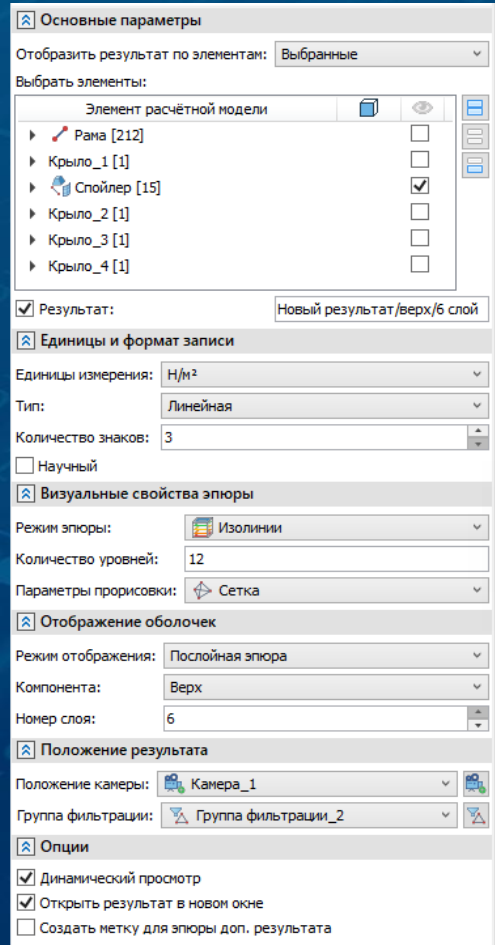 Основные параметры
Отобразить результат по элементам: Выбранные
Выбрать элементы:
Элемент расчётной модели
Рама [212]
Крыло_1 [1]
Спойлер [15]
Крыло_2 [1]
Крыло_3 [1]
Крыло_4 [1]
Результат: Новый результат/верх/6 слой
Единицы и формат записи
Единицы измерения: Н/м²
Тип: Линейная
Количество знаков: 3
Научный
Визуальные свойства эпюры
Режим эпюры: Изолинии
Количество уровней: 12
Параметры прорисовки: Сетка
Отображение оболочек
Режим отображения: Послойная эпюра
Компонента: Верх
Номер слоя: 6
Положение результата
Положение камеры: Камера_1
Группа фильтрации: Группа фильтрации_2
Опции
Динамический просмотр
Открыть результат в новом окне
Создать метку для эпюры доп. результата